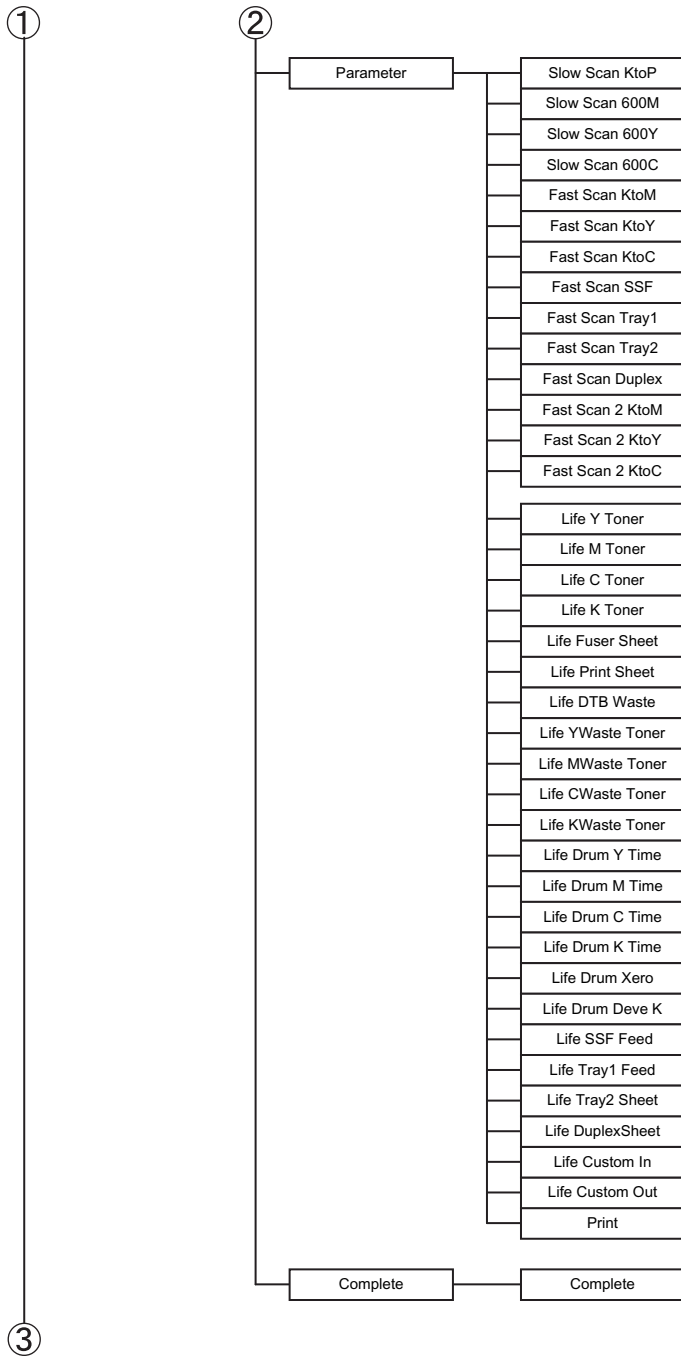 ① ②
Parameter Slow Scan KtoP
Slow Scan 600M
Slow Scan 600Y
Slow Scan 600C
Fast Scan KtoM
Fast Scan KtoY
Fast Scan KtoC
Fast Scan SSF
Fast Scan Tray1
Fast Scan Tray2
Fast Scan Duplex
Fast Scan 2 KtoM
Fast Scan 2 KtoY
Fast Scan 2 KtoC
Life Y Toner
Life M Toner
Life C Toner
Life K Toner
Life Fuser Sheet
Life Print Sheet
Life DTB Waste
Life YWaste Toner
Life MWaste Toner
Life CWaste Toner
Life KWaste Toner
Life Drum Y Time
Life Drum M Time
Life Drum C Time
Life Drum K Time
Life Drum Xero
Life Drum Deve K
Life SSF Feed
Life Tray1 Feed
Life Tray2 Sheet
Life DuplexSheet
Life Custom In
Life Custom Out
Print
Complete Complete
③